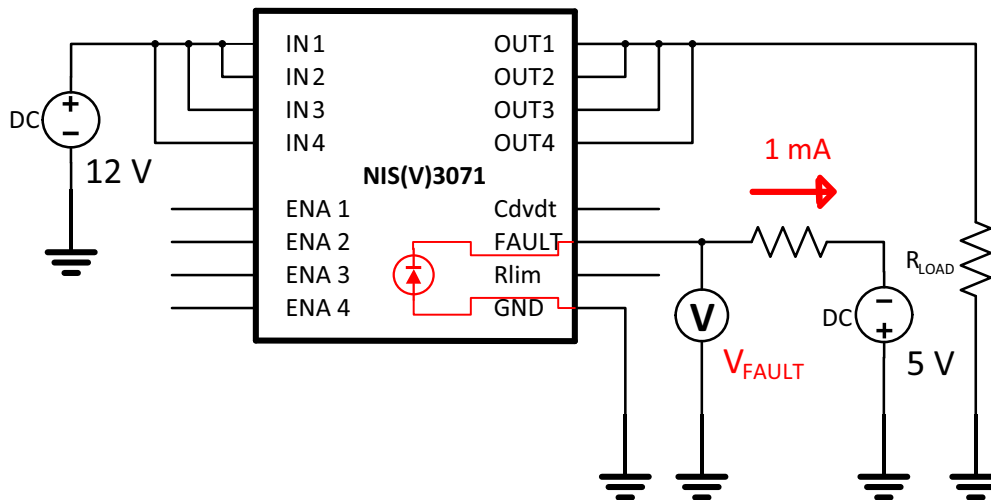 IN1
IN2
IN3
IN4
OUT1
OUT2
OUT3
OUT4
DC
+
−
12 V
NIS(V)3071
ENA 1
ENA 2
ENA 3
ENA 4
Cdvdt
FAULT
Rlim
GND
1 mA
V
VFAULT
DC
−
+
5 V
RLOAD